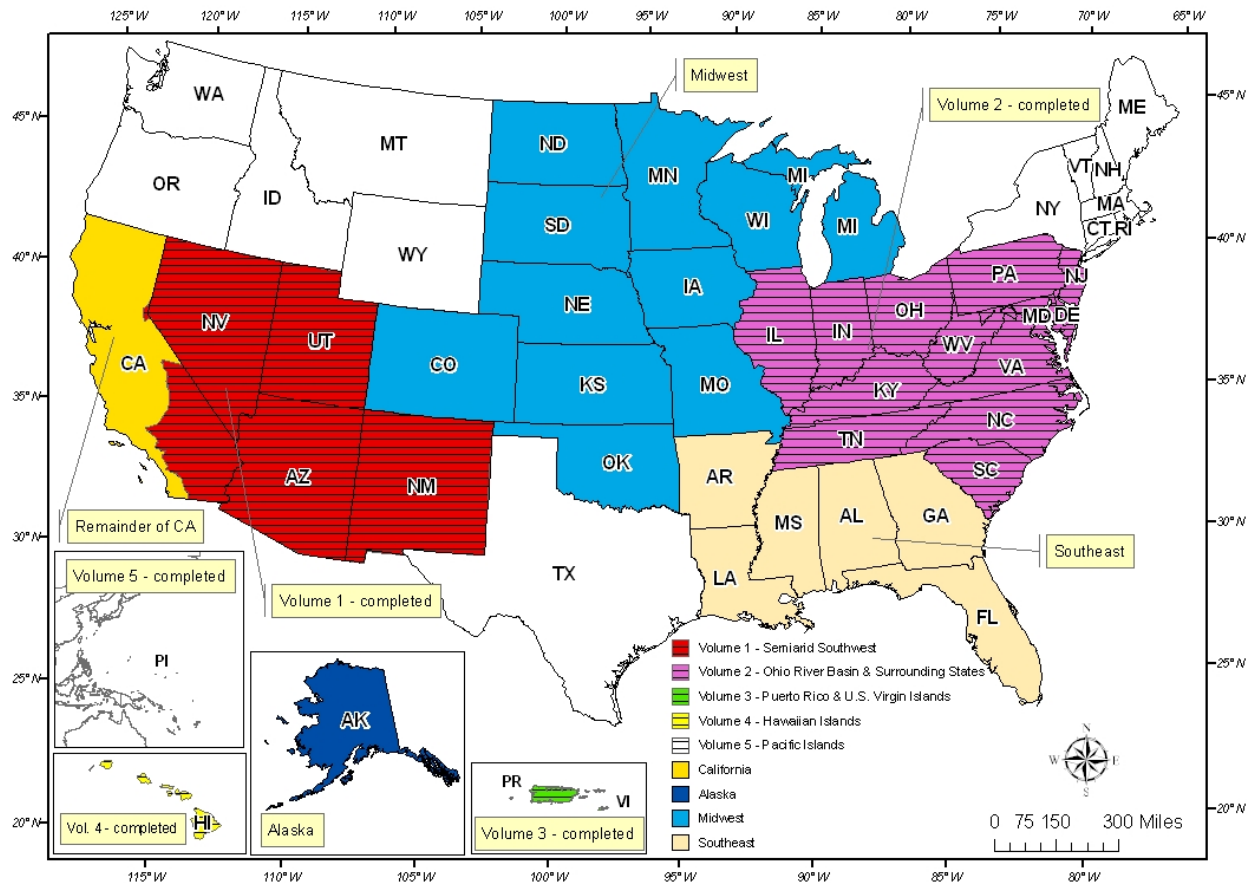 120°W 115°W 110°W 105°W 100°W 95°W 90°W 85°W 80°W 75°W 70°W 65°W
125°W
45°N
40°N
35°N
30°N
25°N
20°N
45°N
40°N
35°N
30°N
25°N
20°N
Midwest
Volume 2 - completed
WA
MT
ND
MN
ME
OR
ID
SD
WI
MI
MI
VT
NH
NY
MA
CT
RI
WY
NE
IA
PA
NJ
NV
UT
CO
KS
MO
IL
IN
OH
MD
DE
WV
VA
CA
KY
NC
AZ
NM
OK
TN
SC
AR
MS
AL
GA
Remainder of CA
Southeast
TX
LA
FL
Volume 5 - completed
PI
Volume 1 - completed
AK
Alaska
HI
Vol. 4 - completed
PR
VI
Volume 3 - completed
Volume 1 - Semiarid Southwest
Volume 2 - Ohio River Basin & Surrounding States
Volume 3 - Puerto Rico & U.S. Virgin Islands
Volume 4 - Hawaiian Islands
Volume 5 - Pacific Islands
California
Alaska
Midwest
Southeast
N
W E
S
0 75 150 300 Miles
115°W 110°W 105°W 100°W 95°W 90°W 85°W 80°W